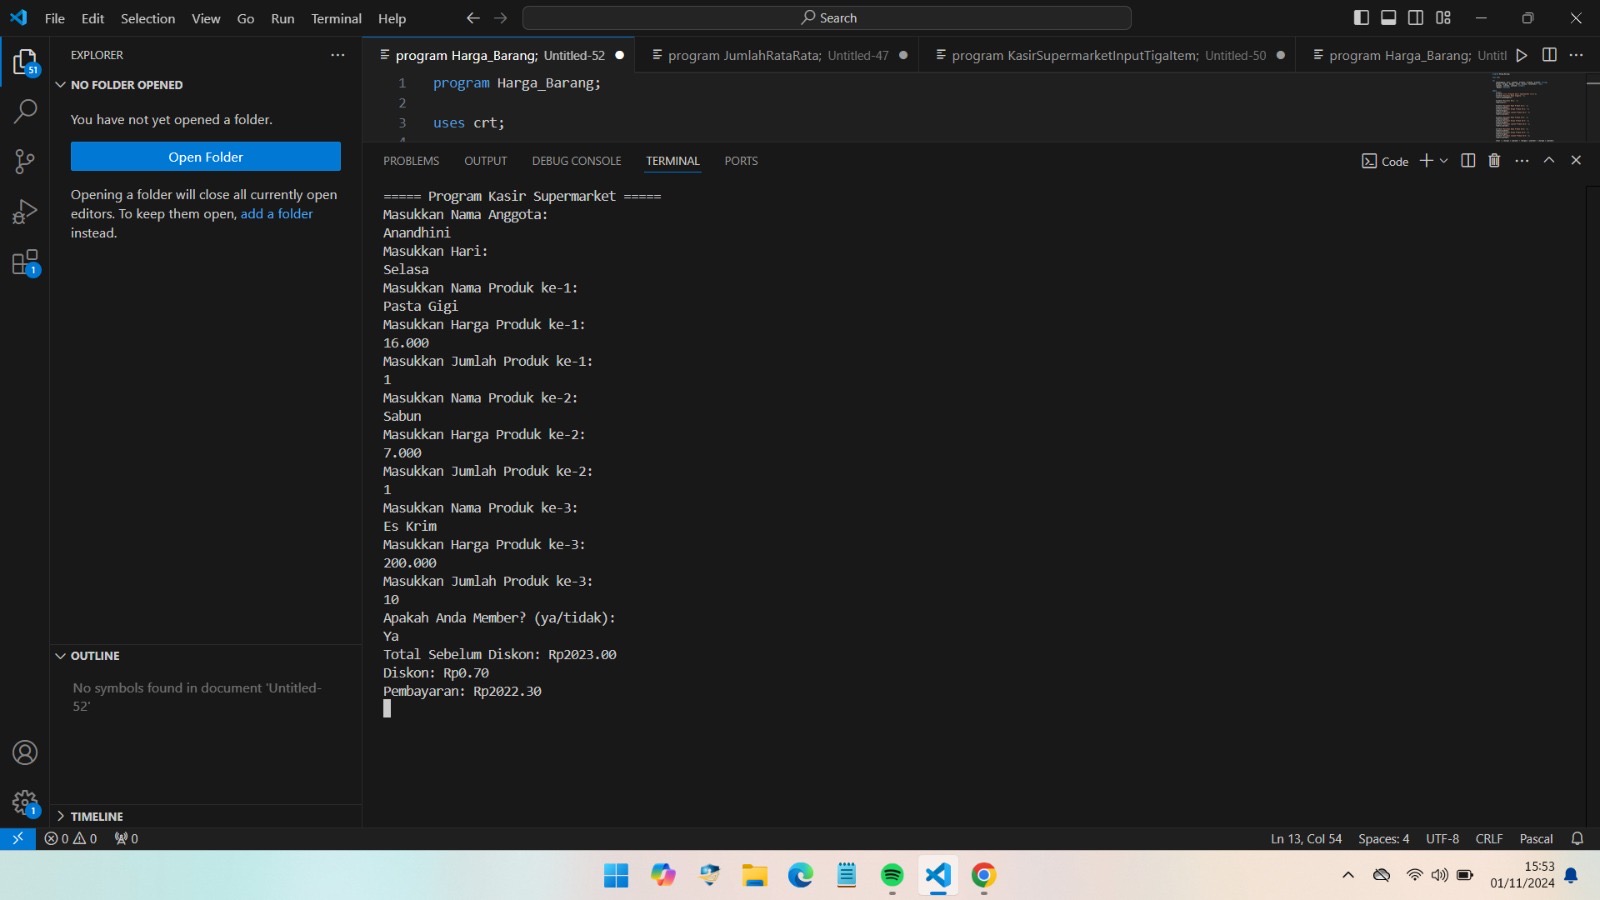 File Edit Selection View Go Run Terminal Help
Search
EXPLORER
51
NO FOLDER OPENED
You have not yet opened a folder.
Open Folder
Opening a folder will close all currently open
editors. To keep them open, add a folder
instead.
1
OUTLINE
No symbols found in document 'Untitled-
52'
1
TIMELINE
program Harga_Barang; Untitled-52
program JumlahRataRata; Untitled-47
program KasirSupermarketInputTigaItem; Untitled-50
program Harga_Barang; Untitl
1 program Harga_Barang;
2
3 uses crt;
PROBLEMS OUTPUT DEBUG CONSOLE TERMINAL PORTS
Code
===== Program Kasir Supermarket =====
Masukkan Nama Anggota:
Anandhini
Masukkan Hari:
Selasa
Masukkan Nama Produk ke-1:
Pasta Gigi
Masukkan Harga Produk ke-1:
16.000
Masukkan Jumlah Produk ke-1:
1
Masukkan Nama Produk ke-2:
Sabun
Masukkan Harga Produk ke-2:
7.000
Masukkan Jumlah Produk ke-2:
1
Masukkan Nama Produk ke-3:
Es Krim
Masukkan Harga Produk ke-3:
200.000
Masukkan Jumlah Produk ke-3:
10
Apakah Anda Member? (ya/tidak):
Ya
Total Sebelum Diskon: Rp2023.00
Diskon: Rp0.70
Pembayaran: Rp2022.30
0 0 0
Ln 13, Col 54 Spaces: 4 UTF-8 CRLF Pascal
15:53
01/11/2024